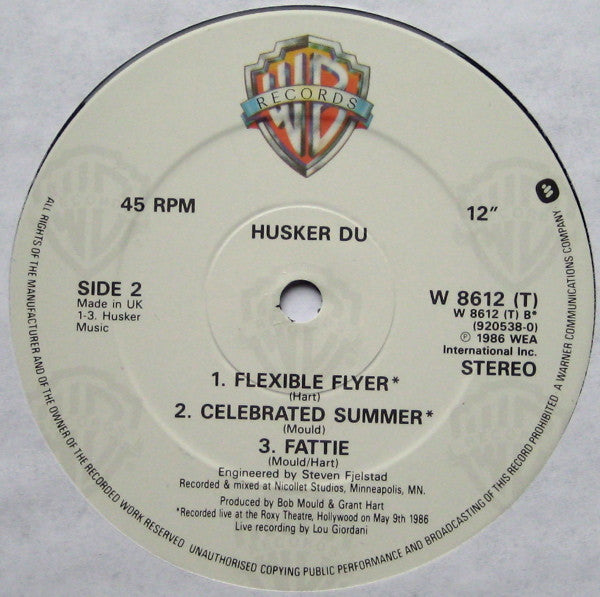 WB
RECORDS
45 RPM
12"
HUSKER DU
SIDE 2
Made in UK
1-3. Husker
Music
W 8612 (T)
W 8612 (T) B*
(920538-0)
℗ 1986 WEA
International Inc.
STEREO
1. FLEXIBLE FLYER*
(Hart)
2. CELEBRATED SUMMER*
(Mould)
3. FATTIE
(Mould/Hart)
Engineered by Steven Fjelstad
Recorded & mixed at Nicollet Studios, Minneapolis, MN.
Produced by Bob Mould & Grant Hart
*Recorded live at the Roxy Theatre, Hollywood on May 9th 1986
Live recording by Lou Giordani
ALL RIGHTS OF THE MANUFACTURER AND OF THE OWNER OF THE RECORDED WORK RESERVED UNAUTHORISED COPYING PUBLIC PERFORMANCE AND BROADCASTING OF THIS RECORD PROHIBITED A WARNER COMMUNICATIONS COMPANY